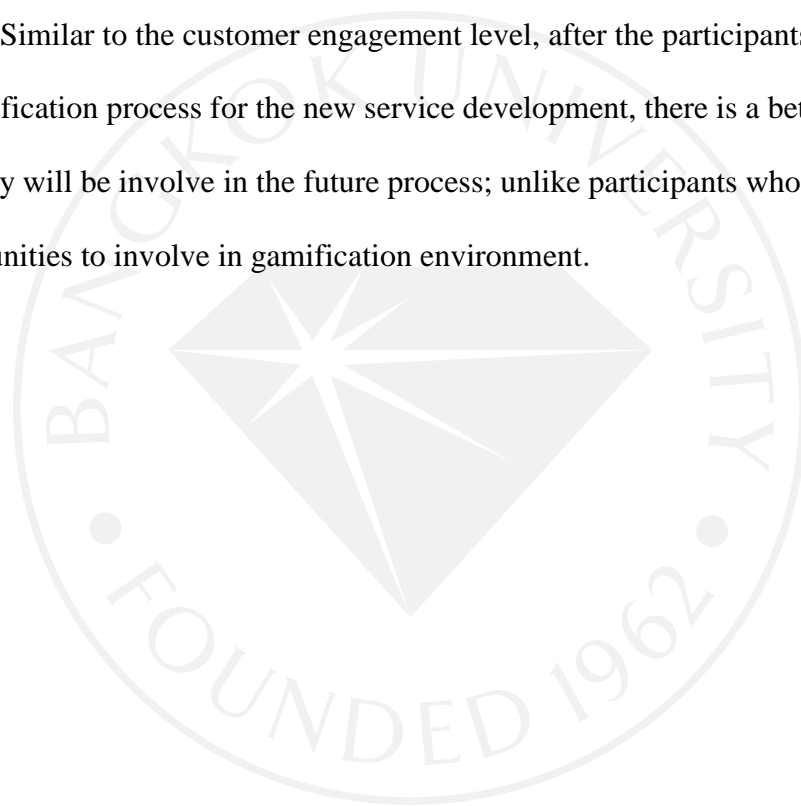 Similar to the customer engagement level, after the participants
fication process for the new service development, there is a bet
y will be involve in the future process; unlike participants who
unities to involve in gamification environment.
BANGKOK UNIVERSITY
FOUNDED 1962